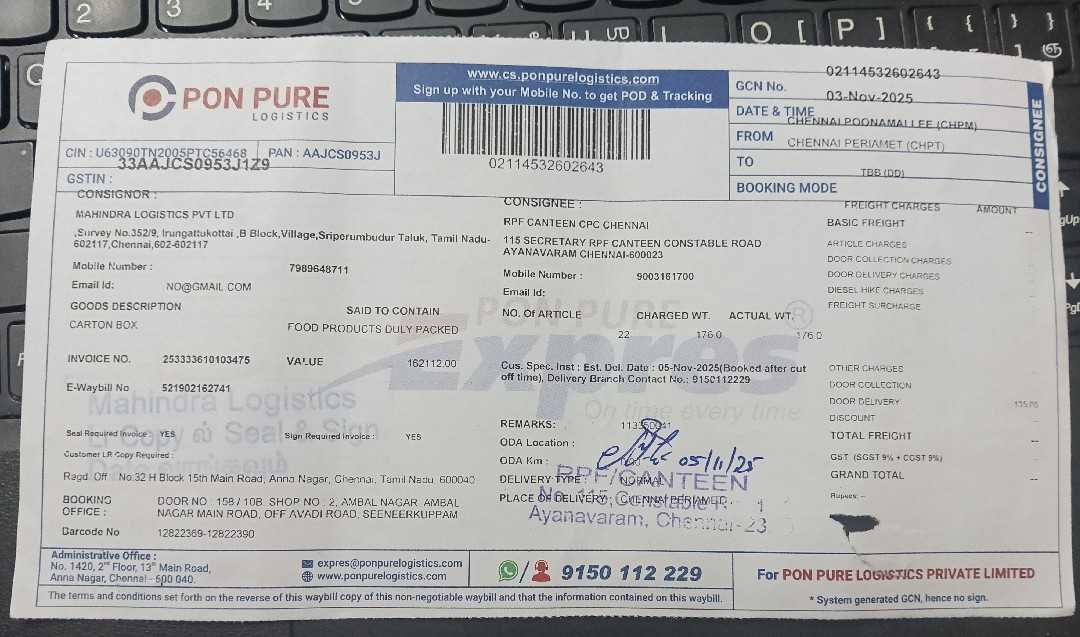 PON PURE
LOGISTICS
www.cs.ponpurelogistics.com
Sign up with your Mobile No. to get POD & Tracking
02114532602643
GCN No. 02114532602643
DATE & TIME 03-Nov-2025
FROM CHENNAI POONAMALLEE (CHPM)
TO CHENNAI PERIAMET (CHPT)
BOOKING MODE TBB (DD)
CONSIGNEE
CIN : U63090TN2005PTC56468 PAN : AAJCS0953J
33AAJCS0953J1Z9
GSTIN :
CONSIGNOR :
MAHINDRA LOGISTICS PVT LTD
,Survey No.352/9, Irungattukottai ,B Block,Village,Sriperumbudur Taluk, Tamil Nadu-
602117,Chennai,602-602117
Mobile Number : 7989648711
Email Id: NO@GMAIL COM
GOODS DESCRIPTION SAID TO CONTAIN
CARTON BOX FOOD PRODUCTS DULY PACKED
INVOICE NO. 253333610103475 VALUE 162112.00
E-Waybill No 521902162741
Mahindra Logistics
LR Copy ல் Seal & Sign
Seal Required Invoice : YES Sign Required Invoice : YES
Customer LR Copy Required :
Regd. Off : No:32 H Block 15th Main Road, Anna Nagar, Chennai, Tamil Nadu 600040
BOOKING OFFICE : DOOR NO : 158 / 10B, SHOP NO : 2, AMBAL NAGAR, AMBAL
NAGAR MAIN ROAD, OFF AVADI ROAD, SEENEERKUPPAM
Barcode No 12822369-12822390
CONSIGNEE :
RPF CANTEEN CPC CHENNAI
115 SECRETARY RPF CANTEEN CONSTABLE ROAD
AYANAVARAM CHENNAI-600023
Mobile Number : 9003161700
Email Id:
NO. OF ARTICLE CHARGED WT. ACTUAL WT.
22 176.0 176.0
PON PURE
Expres
®
On time every time
Cus. Spec. Inst : Est. Del. Date : 05-Nov-2025(Booked after cut
off time), Delivery Branch Contact No.: 9150112229
REMARKS:
ODA Location :
05/11/25
ODA Km :
DELIVERY TYPE : NORMAL
RPF/CANTEEN
PLACE OF DELIVERY: CHENNAI PERIAMET
No. 115, Constable R
Ayanavaram, Chennai-23
FREIGHT CHARGES AMOUNT
BASIC FREIGHT --
ARTICLE CHARGES
DOOR COLLECTION CHARGES
DOOR DELIVERY CHARGES
DIESEL HIKE CHARGES
FREIGHT SURCHARGE
OTHER CHARGES
DOOR COLLECTION
DOOR DELIVERY
DISCOUNT
TOTAL FREIGHT --
GST (SGST 9% + CGST 9%) --
GRAND TOTAL --
Rupees: --
Administrative Office :
No. 1420, 2nd Floor, 13th Main Road,
Anna Nagar, Chennai - 600 040.
expres@ponpurelogistics.com
www.ponpurelogistics.com
9150 112 229
For PON PURE LOGISTICS PRIVATE LIMITED
* System generated GCN, hence no sign.
The terms and conditions set forth on the reverse of this waybill copy of this non-negotiable waybill and that the information contained on this waybill.